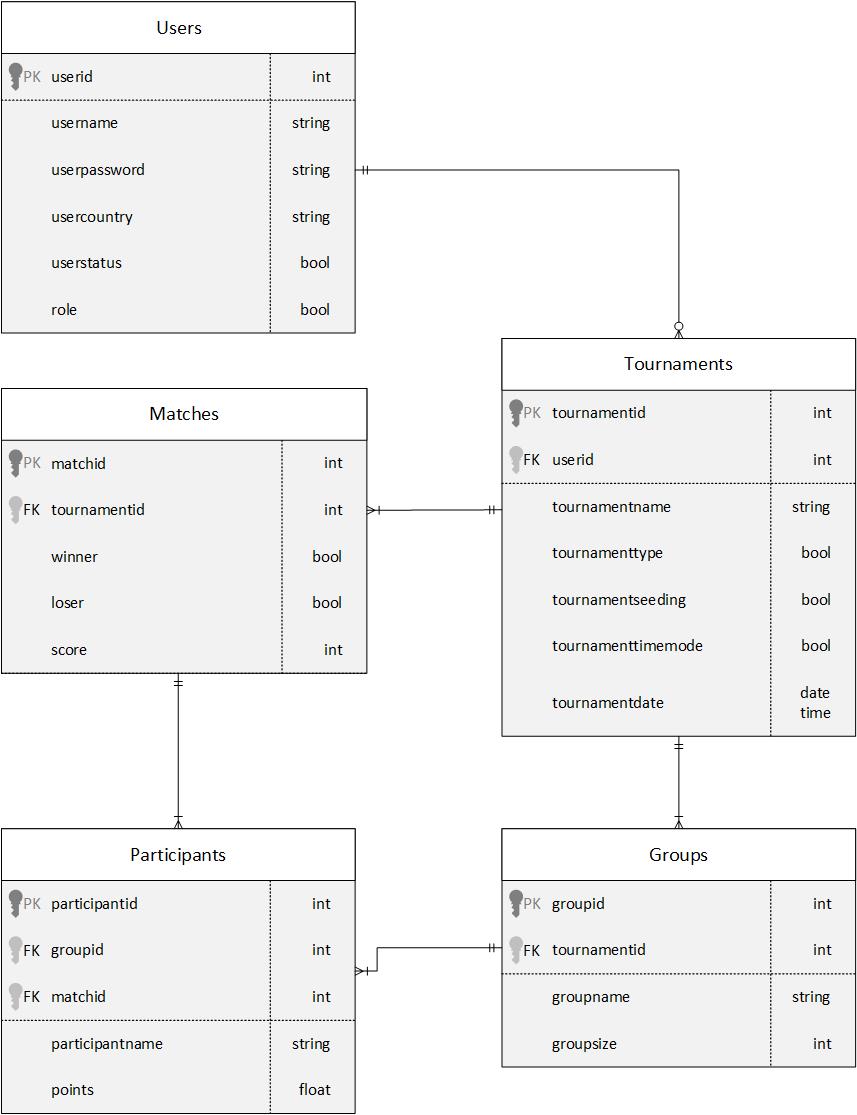 Users
PK userid int
username string
userpassword string
usercountry string
userstatus bool
role bool
Tournaments
PK tournamentid int
FK userid int
tournamentname string
tournamenttype bool
tournamentseeding bool
tournamenttimemode bool
tournamentdate date
time
Matches
PK matchid int
FK tournamentid int
winner bool
loser bool
score int
Participants
PK participantid int
FK groupid int
FK matchid int
participantname string
points float
Groups
PK groupid int
FK tournamentid int
groupname string
groupsize int